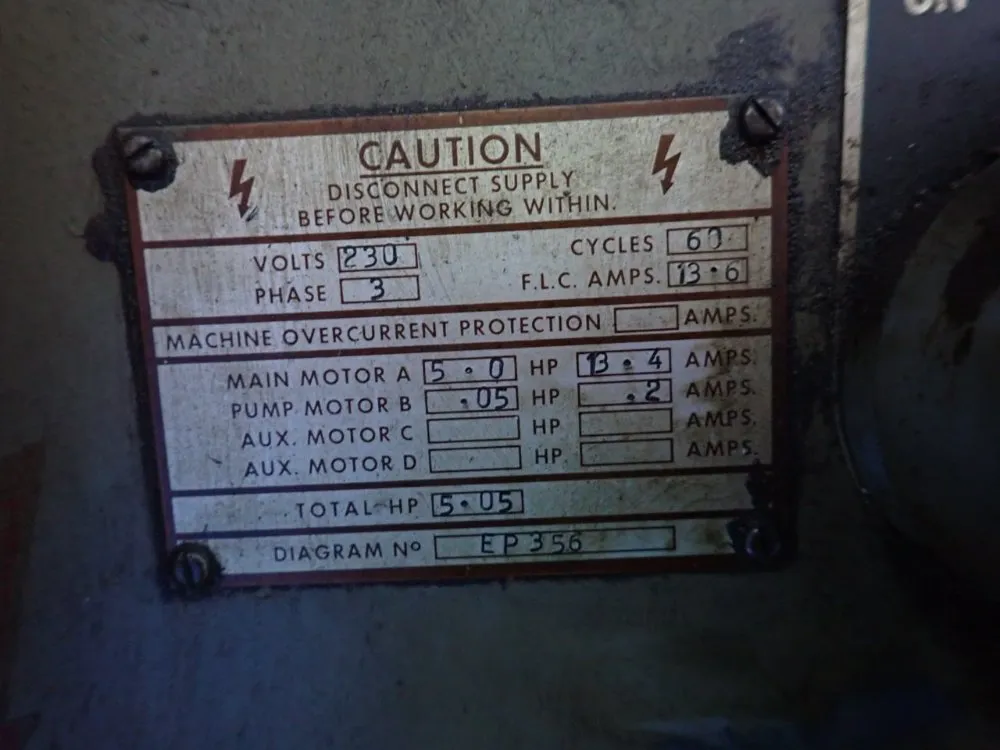 ON
CAUTION
DISCONNECT SUPPLY
BEFORE WORKING WITHIN.
VOLTS 230 CYCLES 60
PHASE 3 F.L.C. AMPS. 13.6
MACHINE OVERCURRENT PROTECTION AMPS.
MAIN MOTOR A 5.0 HP 13.4 AMPS.
PUMP MOTOR B .05 HP .2 AMPS.
AUX. MOTOR C HP AMPS.
AUX. MOTOR D HP AMPS.
TOTAL HP 5.05
DIAGRAM No EP356